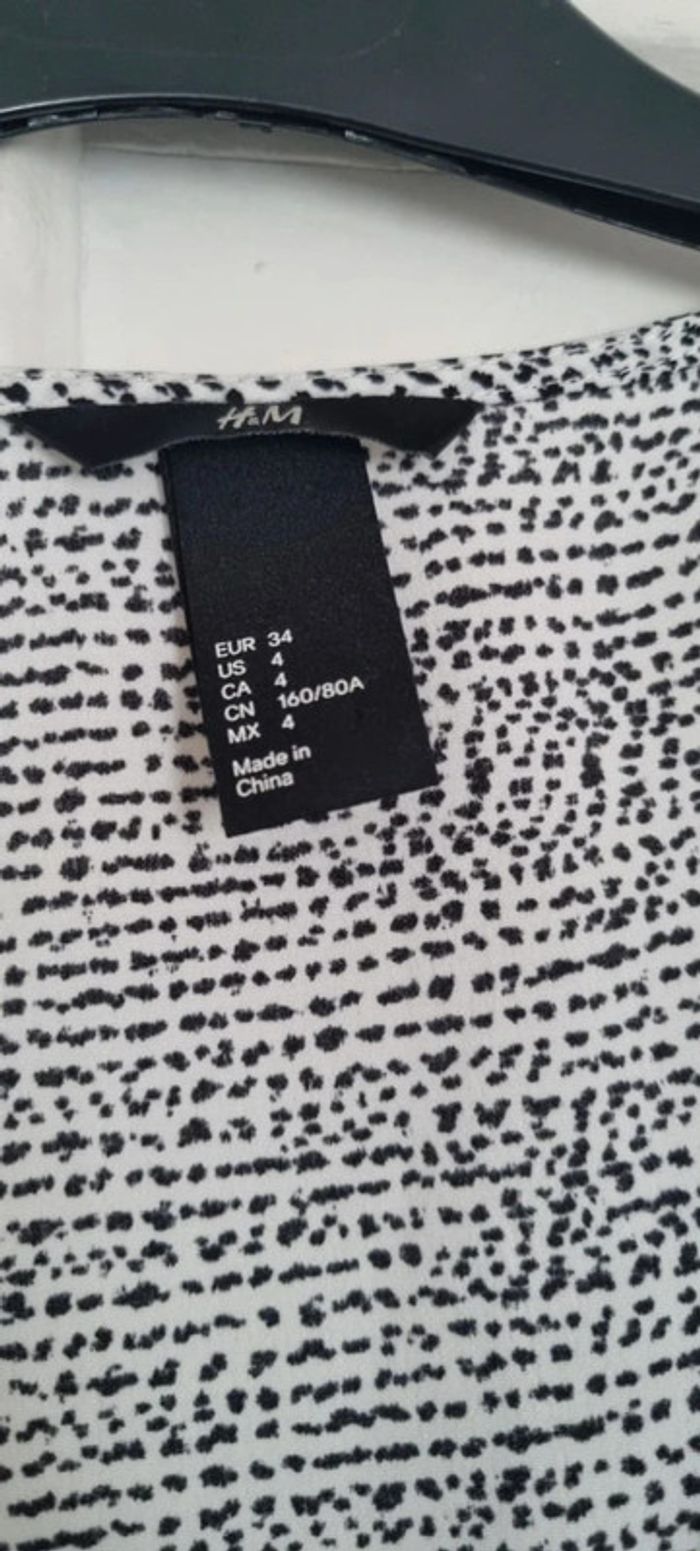 H&M
EUR 34
US 4
CA 4
CN 160/80A
MX 4
Made in
China